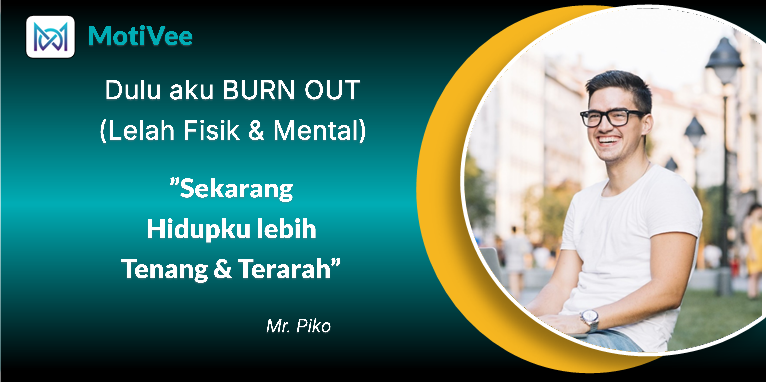 MotiVee
Dulu aku BURN OUT
(Lelah Fisik & Mental)
”Sekarang
Hidupku lebih
Tenang & Terarah”
Mr. Piko